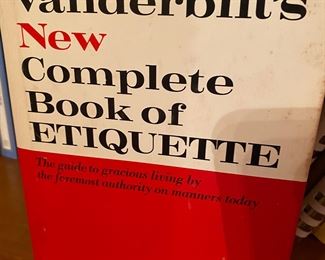 Vanderbilt's
New
Complete
Book of
ETIQUETTE
The guide to gracious living by
the foremost authority on manners today